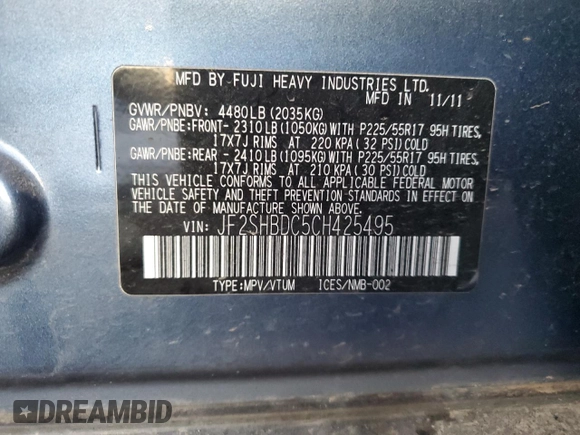 MFD BY FUJI HEAVY INDUSTRIES LTD.
MFD IN 11/11
GVWR/PNBV: 4480LB (2035KG)
GAWR/PNBE:FRONT- 2310LB(1050KG)WITH P225/55R17 95H TIRES,
17X7J RIMS AT 220 KPA ( 32 PSI)COLD
GAWR/PNBE:REAR - 2410LB(1095KG)WITH P225/55R17 95H TIRES,
17X7J RIMS AT 210 KPA ( 30 PSI)COLD
THIS VEHICLE CONFORMS TO ALL APPLICABLE FEDERAL MOTOR
VEHICLE SAFETY, BUMPER, AND THEFT PREVENTION STANDARDS
IN EFFECT ON THE DATE OF MANUFACTURE SHOWN ABOVE.
VIN: JF2SHBDC5CH425495
TYPE:MPV/VTUM ICES/NMB-002
DREAMBID